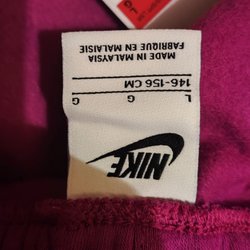 NIKE
L G G
146-156 CM
MADE IN MALAYSIA
FABRIQUE EN MALAISIE